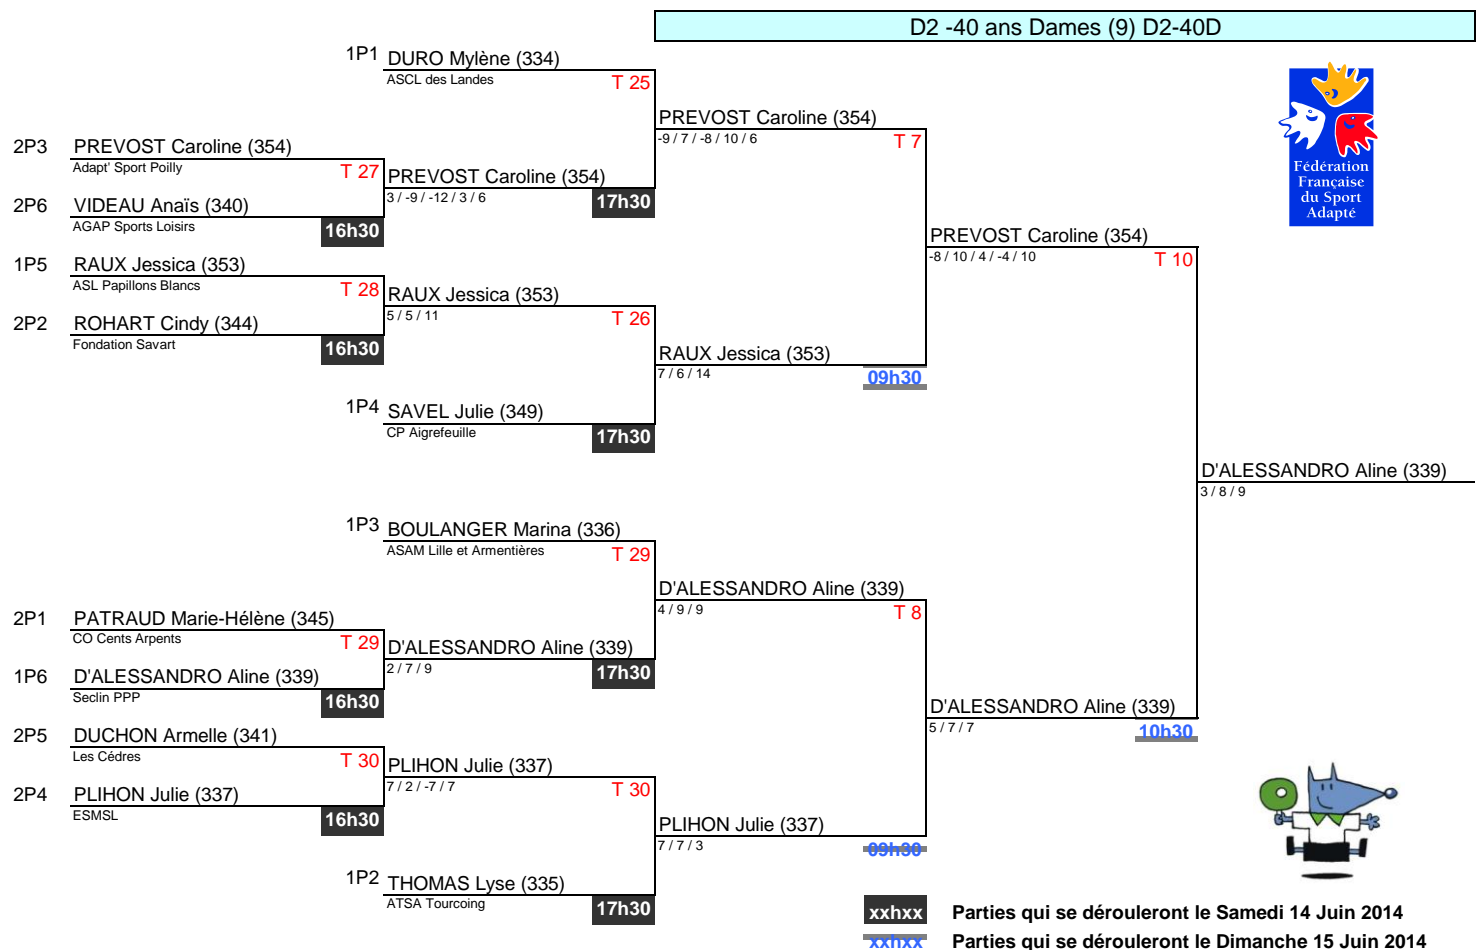 D2 -40 ans Dames (9) D2-40D
1P1 DURO Mylène (334)
ASCL des Landes T 25
PREVOST Caroline (354)
-9 / 7 / -8 / 10 / 6 T 7
2P3 PREVOST Caroline (354)
Adapt' Sport Poilly T 27
PREVOST Caroline (354)
3 / -9 / -12 / 3 / 6 17h30
2P6 VIDEAU Anaïs (340)
AGAP Sports Loisirs 16h30
Fédération
Française
du Sport
Adapté
PREVOST Caroline (354)
-8 / 10 / 4 / -4 / 10 T 10
1P5 RAUX Jessica (353)
ASL Papillons Blancs T 28
RAUX Jessica (353)
5 / 5 / 11 T 26
2P2 ROHART Cindy (344)
Fondation Savart 16h30
RAUX Jessica (353)
7 / 6 / 14 09h30
1P4 SAVEL Julie (349)
CP Aigrefeuille 17h30
D'ALESSANDRO Aline (339)
3 / 8 / 9
1P3 BOULANGER Marina (336)
ASAM Lille et Armentières T 29
D'ALESSANDRO Aline (339)
4 / 9 / 9 T 8
2P1 PATRAUD Marie-Hélène (345)
CO Cents Arpents T 29
D'ALESSANDRO Aline (339)
2 / 7 / 9 17h30
1P6 D'ALESSANDRO Aline (339)
Seclin PPP 16h30
D'ALESSANDRO Aline (339)
5 / 7 / 7 10h30
2P5 DUCHON Armelle (341)
Les Cédres T 30
PLIHON Julie (337)
7 / 2 / -7 / 7 T 30
2P4 PLIHON Julie (337)
ESMSL 16h30
PLIHON Julie (337)
7 / 7 / 3 09h30
1P2 THOMAS Lyse (335)
ATSA Tourcoing 17h30
xxhxx Parties qui se dérouleront le Samedi 14 Juin 2014
xxhxx Parties qui se dérouleront le Dimanche 15 Juin 2014